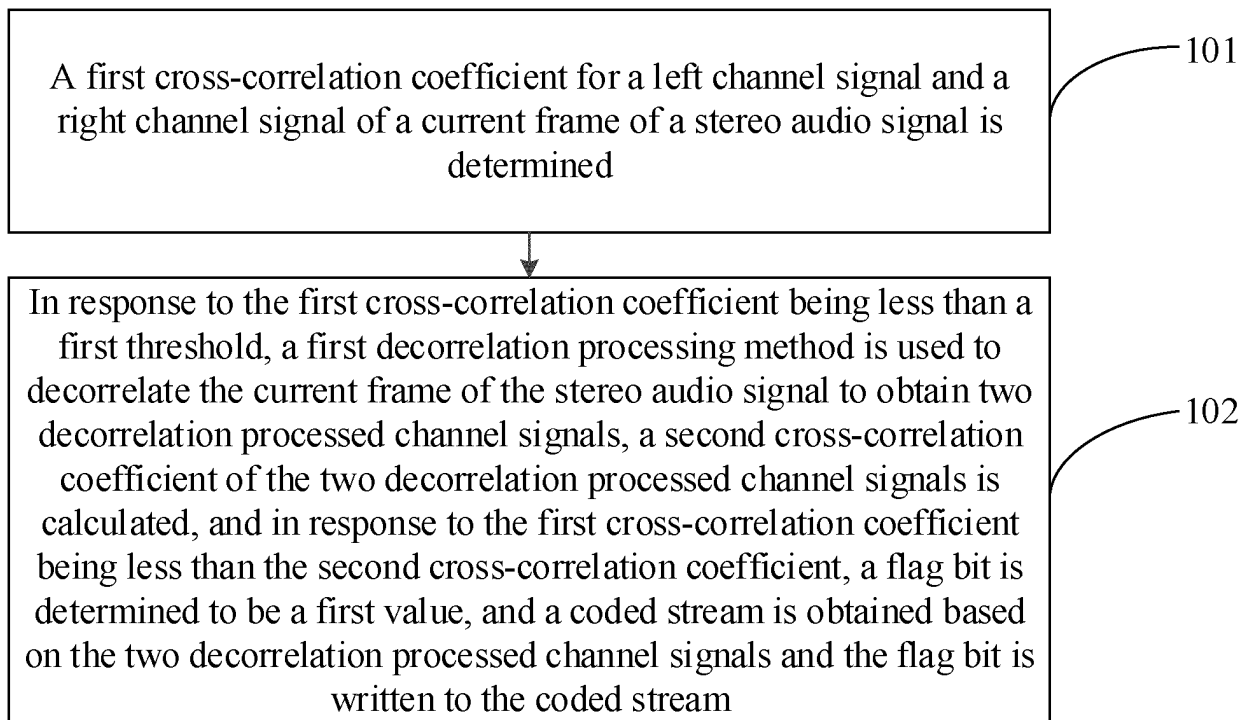 A first cross-correlation coefficient for a left channel signal and a
right channel signal of a current frame of a stereo audio signal is
determined
101
In response to the first cross-correlation coefficient being less than a
first threshold, a first decorrelation processing method is used to
decorrelate the current frame of the stereo audio signal to obtain two
decorrelation processed channel signals, a second cross-correlation
coefficient of the two decorrelation processed channel signals is
calculated, and in response to the first cross-correlation coefficient
being less than the second cross-correlation coefficient, a flag bit is
determined to be a first value, and a coded stream is obtained based
on the two decorrelation processed channel signals and the flag bit is
written to the coded stream
102